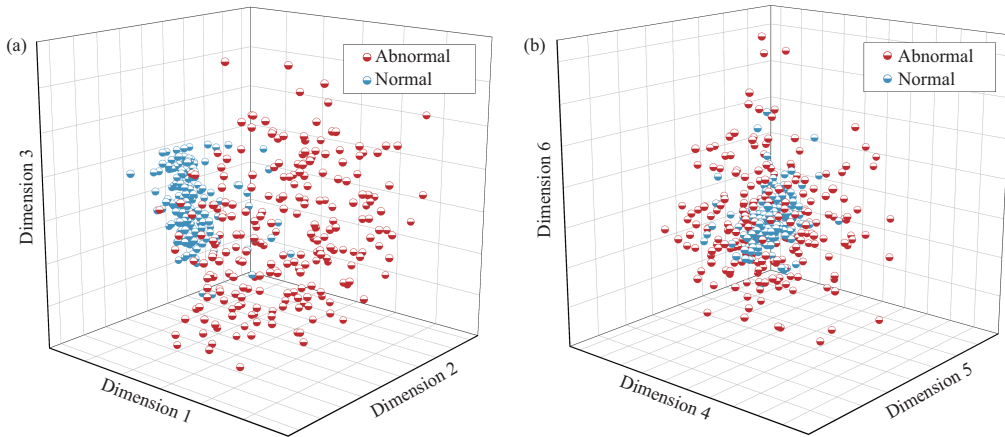 (a)
Abnormal
Normal
Dimension 3
Dimension 1
Dimension 2
(b)
Abnormal
Normal
Dimension 6
Dimension 4
Dimension 5